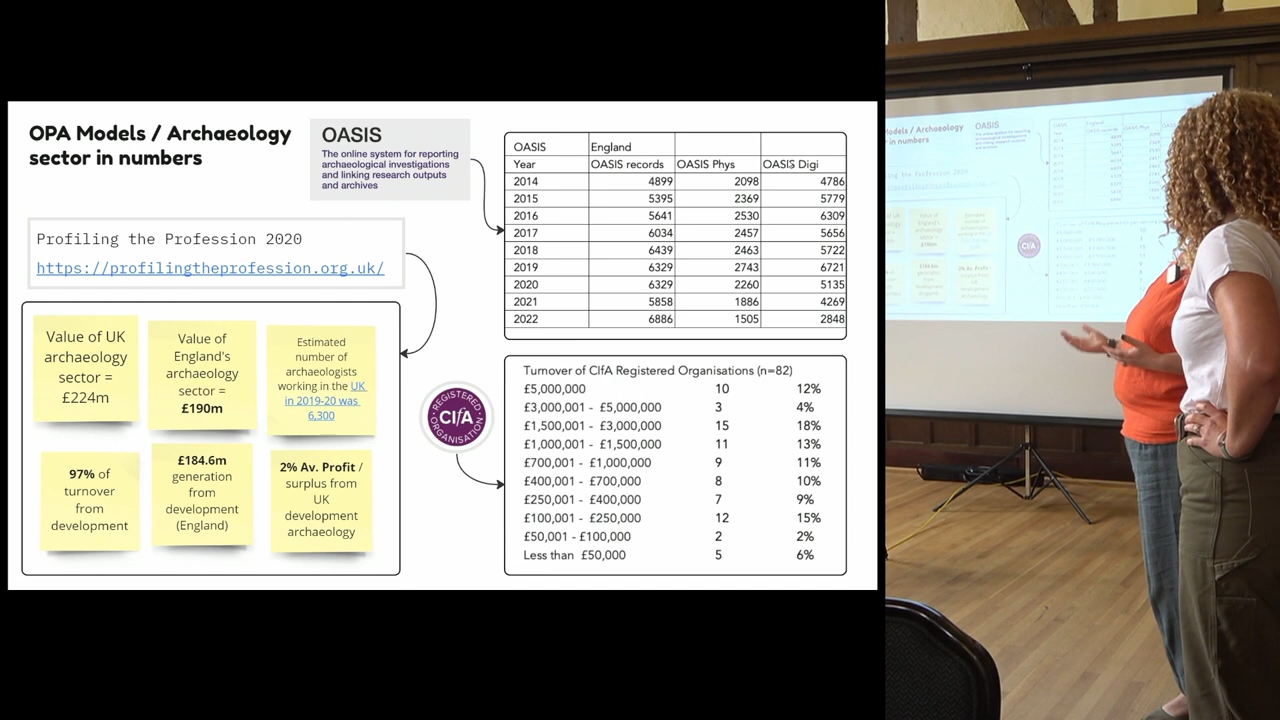 OPA Models / Archaeology
sector in numbers
OASIS
The online system for reporting
archaeological investigations
and linking research outputs
and archives
Profiling the Profession 2020
https://profilingtheprofession.org.uk/
Value of UK
archaeology
sector =
£224m
Value of
England's
archaeology
sector =
£190m
Estimated
number of
archaeologists
working in the UK
in 2019-20 was
6,300
97% of
turnover
from
development
£184.6m
generation
from
development
(England)
2% Av. Profit /
surplus from
UK
development
archaeology
OASIS England
Year OASIS records OASIS Phys OASIS Digi
2014 4899 2098 4786
2015 5395 2369 5779
2016 5641 2530 6309
2017 6034 2457 5656
2018 6439 2463 5722
2019 6329 2743 6721
2020 6329 2260 5135
2021 5858 1886 4269
2022 6886 1505 2848
REGISTERED
CIfA
ORGANISATION
Turnover of CIfA Registered Organisations (n=82)
£5,000,000 10 12%
£3,000,001 - £5,000,000 3 4%
£1,500,001 - £3,000,000 15 18%
£1,000,001 - £1,500,000 11 13%
£700,001 - £1,000,000 9 11%
£400,001 - £700,000 8 10%
£250,001 - £400,000 7 9%
£100,001 - £250,000 12 15%
£50,001 - £100,000 2 2%
Less than £50,000 5 6%
Models / Archaeology
in numbers
OASIS